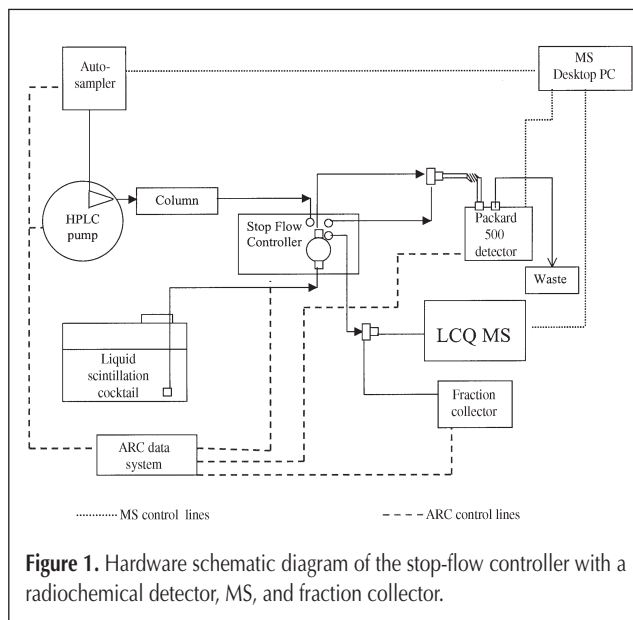 Auto-
sampler
MS
Desktop PC
HPLC
pump
Column
Stop Flow
Controller
Packard
500
detector
Waste
Liquid
scintillation
cocktail
LCQ MS
Fraction
collector
ARC data
system
MS control lines
ARC control lines
Figure 1. Hardware schematic diagram of the stop-flow controller with a
radiochemical detector, MS, and fraction collector.